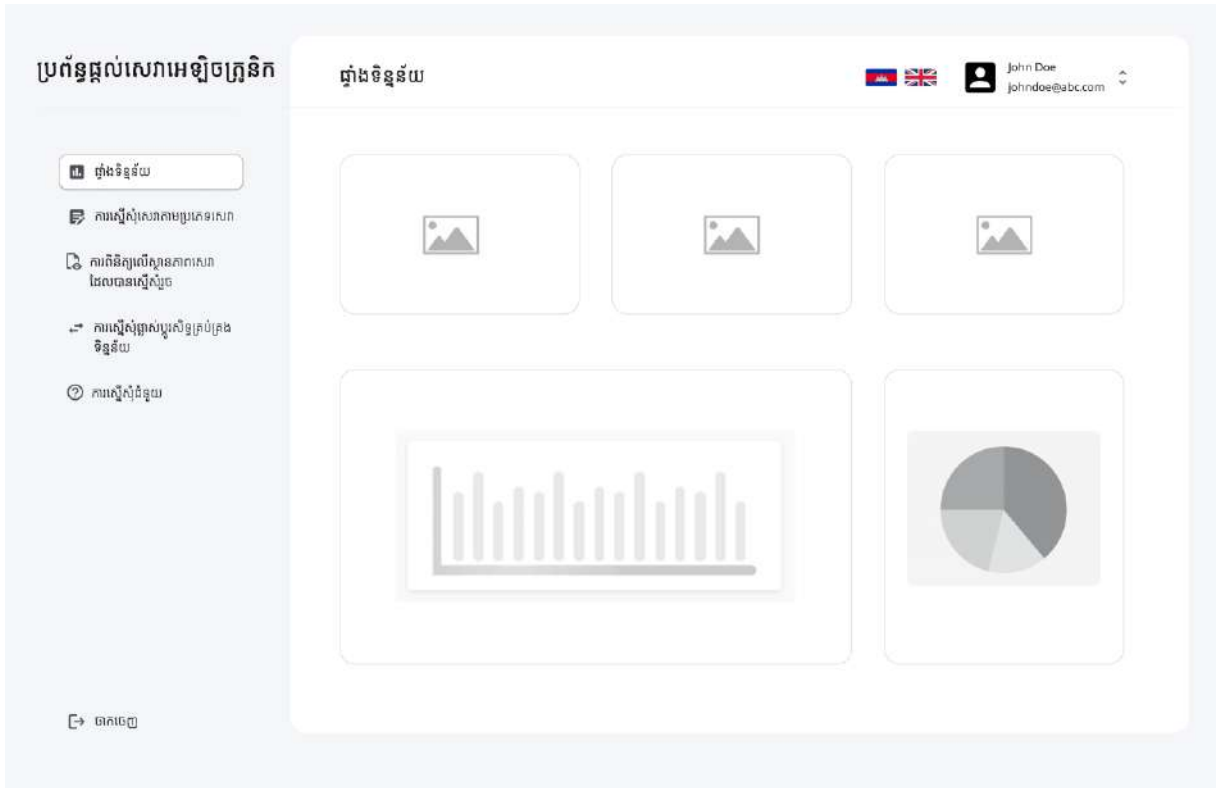 ប្រព័ន្ធផ្តល់សេវាអេឡិចត្រូនិក
ផ្ទាំងទិន្នន័យ
John Doe
johndoe@abc.com
ផ្ទាំងទិន្នន័យ
ការស្នើសុំសេវាតាមប្រភេទសេវា
ការពិនិត្យលើស្ថានភាពសេវា
ដែលបានស្នើសុំរួច
ការស្នើសុំផ្លាស់ប្តូរសិទ្ធគ្រប់គ្រង
ទិន្នន័យ
ការស្នើសុំជំនួយ
ចាកចេញ